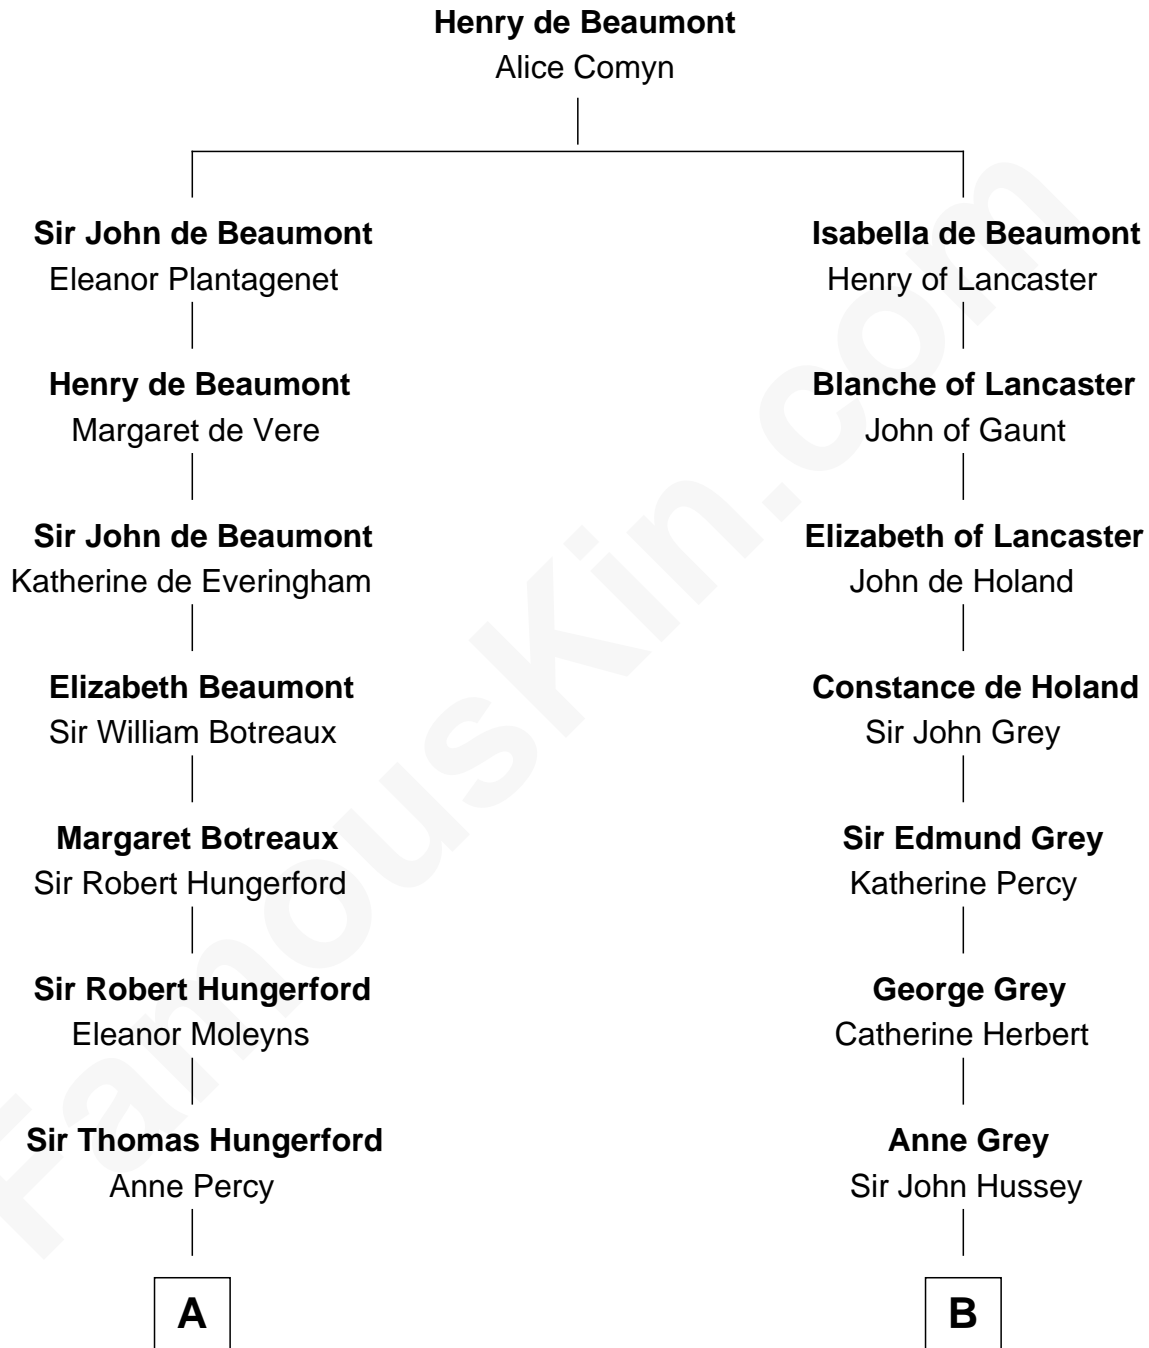 Henry de Beaumont
Alice Comyn
Sir John de Beaumont
Eleanor Plantagenet
Henry de Beaumont
Margaret de Vere
Sir John de Beaumont
Katherine de Everingham
Elizabeth Beaumont
Sir William Botreaux
Margaret Botreaux
Sir Robert Hungerford
Sir Robert Hungerford
Eleanor Moleyns
Sir Thomas Hungerford
Anne Percy
A
Isabella de Beaumont
Henry of Lancaster
Blanche of Lancaster
John of Gaunt
Elizabeth of Lancaster
John de Holand
Constance de Holand
Sir John Grey
Sir Edmund Grey
Katherine Percy
George Grey
Catherine Herbert
Anne Grey
Sir John Hussey
B
FamousKin.com